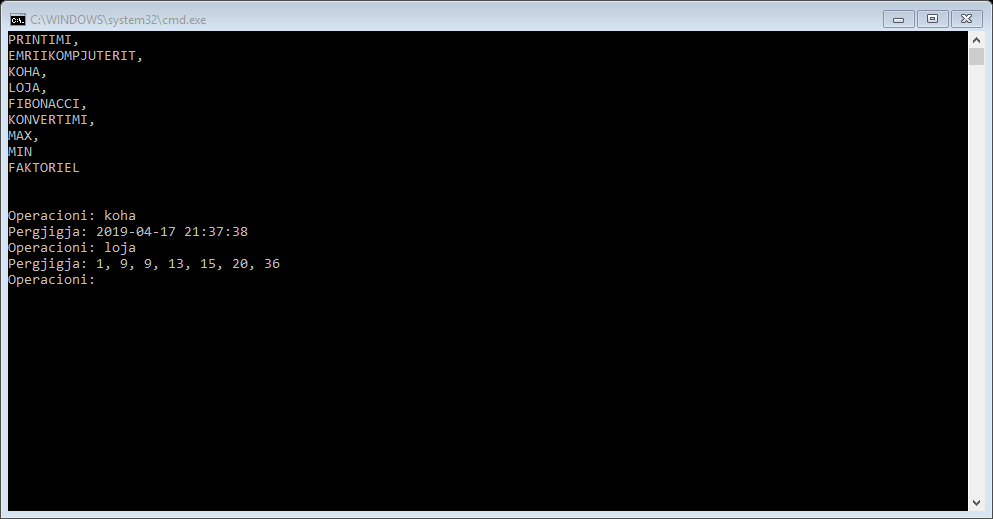 C:\WINDOWS\system32\cmd.exe
PRINTIMI,
EMRIIKOMPJUTERIT,
KOHA,
LOJA,
FIBONACCI,
KONVERTIMI,
MAX,
MIN
FAKTORIEL
Operacioni: koha
Pergjigja: 2019-04-17 21:37:38
Operacioni: loja
Pergjigja: 1, 9, 9, 13, 15, 20, 36
Operacioni: